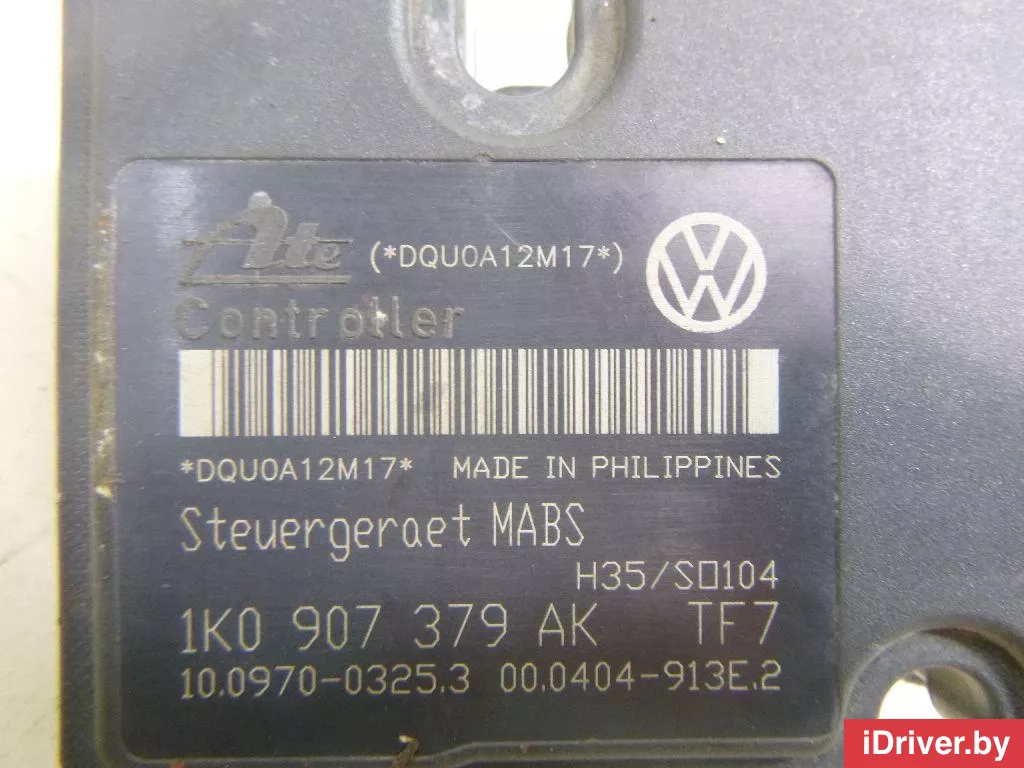 Ate (*DQU0A12M17*)
Controller
*DQU0A12M17* MADE IN PHILIPPINES
Steuergeraet MABS
H35/S0104
1K0 907 379 AK TF7
10.0970-0325.3 00.0404-913E.2
iDriver.by